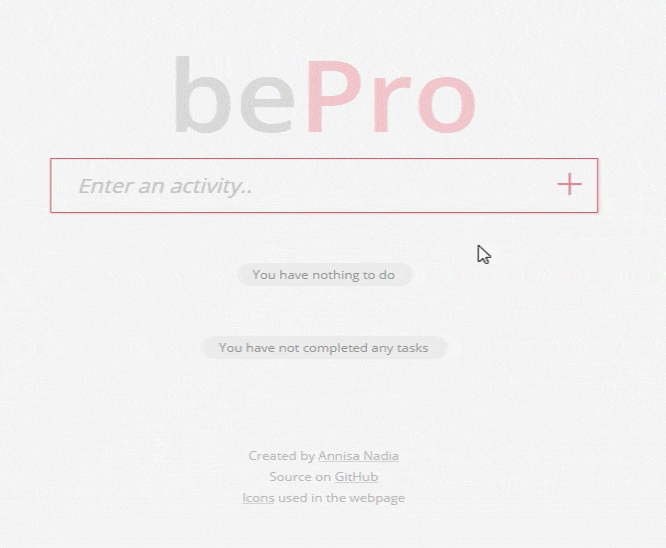 bePro
Enter an activity..
You have nothing to do
You have not completed any tasks
Created by Annisa Nadia
Source on GitHub
Icons used in the webpage